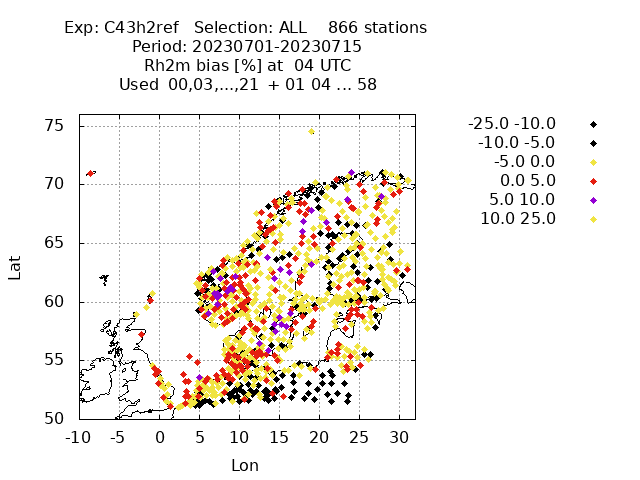 Exp: C43h2ref Selection: ALL 866 stations
Period: 20230701-20230715
Rh2m bias [%] at 04 UTC
Used 00,03,...,21 + 01 04 ... 58
-25.0 -10.0
-10.0 -5.0
-5.0 0.0
0.0 5.0
5.0 10.0
10.0 25.0
75
70
65
60
55
50
Lat
-10 -5 0 5 10 15 20 25 30
Lon